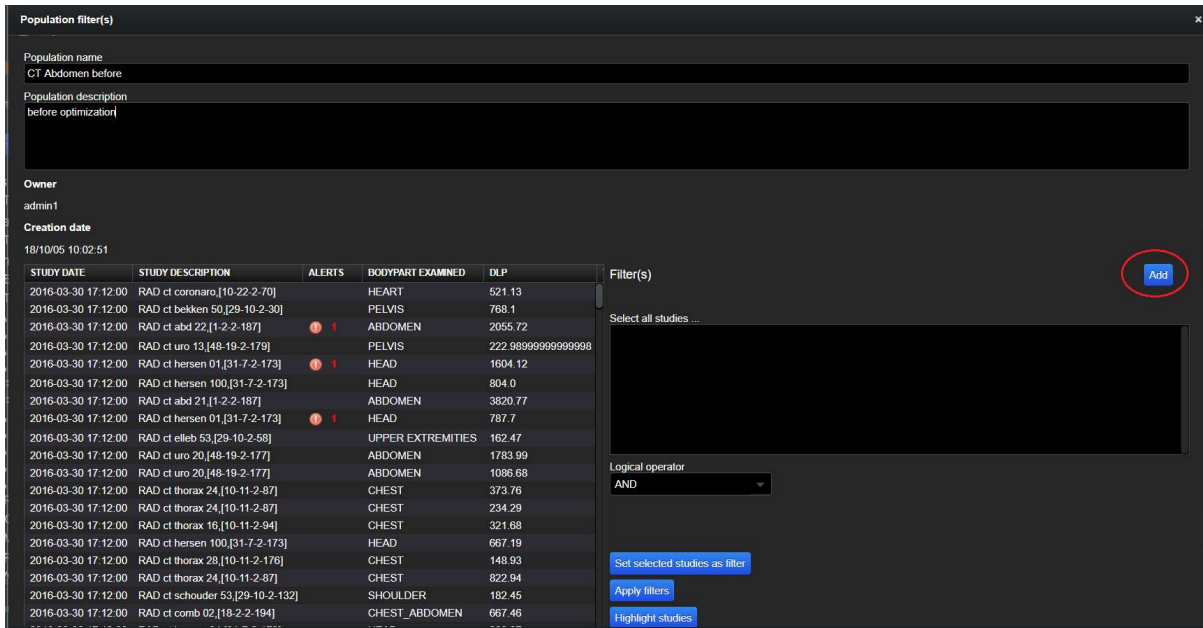 Population filter(s)
Population name
CT Abdomen before
Population description
before optimization
Owner
admin1
Creation date
18/10/05 10:02:51
STUDY DATE STUDY DESCRIPTION ALERTS BODYPART EXAMINED DLP
2016-03-30 17:12:00 RAD ct coronaro,[10-22-2-70] HEART 521.13
2016-03-30 17:12:00 RAD ct bekken 50,[29-10-2-30] PELVIS 768.1
2016-03-30 17:12:00 RAD ct abd 22,[1-2-2-187] 1 ABDOMEN 2055.72
2016-03-30 17:12:00 RAD ct uro 13,[48-19-2-179] PELVIS 222.98999999999998
2016-03-30 17:12:00 RAD ct hersen 01,[31-7-2-173] 1 HEAD 1604.12
2016-03-30 17:12:00 RAD ct hersen 100,[31-7-2-173] HEAD 804.0
2016-03-30 17:12:00 RAD ct abd 21,[1-2-2-187] ABDOMEN 3820.77
2016-03-30 17:12:00 RAD ct hersen 01,[31-7-2-173] 1 HEAD 787.7
2016-03-30 17:12:00 RAD ct elleb 53,[29-10-2-58] UPPER EXTREMITIES 162.47
2016-03-30 17:12:00 RAD ct uro 20,[48-19-2-177] ABDOMEN 1783.99
2016-03-30 17:12:00 RAD ct uro 20,[48-19-2-177] ABDOMEN 1086.68
2016-03-30 17:12:00 RAD ct thorax 24,[10-11-2-87] CHEST 373.76
2016-03-30 17:12:00 RAD ct thorax 24,[10-11-2-87] CHEST 234.29
2016-03-30 17:12:00 RAD ct thorax 16,[10-11-2-94] CHEST 321.68
2016-03-30 17:12:00 RAD ct hersen 100,[31-7-2-173] HEAD 667.19
2016-03-30 17:12:00 RAD ct thorax 28,[10-11-2-176] CHEST 148.93
2016-03-30 17:12:00 RAD ct thorax 24,[10-11-2-87] CHEST 822.94
2016-03-30 17:12:00 RAD ct schouder 53,[29-10-2-132] SHOULDER 182.45
2016-03-30 17:12:00 RAD ct comb 02,[18-2-2-194] CHEST_ABDOMEN 667.46
Filter(s)
Add
Select all studies ...
Logical operator
AND
Set selected studies as filter
Apply filters
Highlight studies